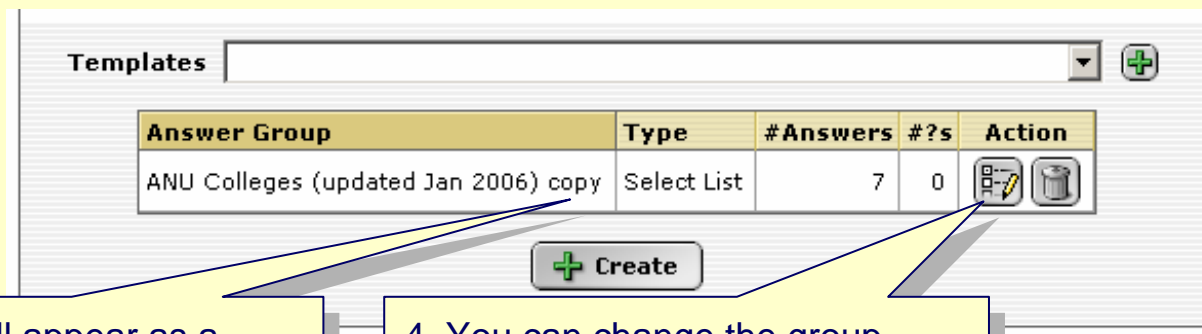 Templates
Answer Group Type #Answers #?s Action
ANU Colleges (updated Jan 2006) copy Select List 7 0
Create
appear as a
4. You can change the group